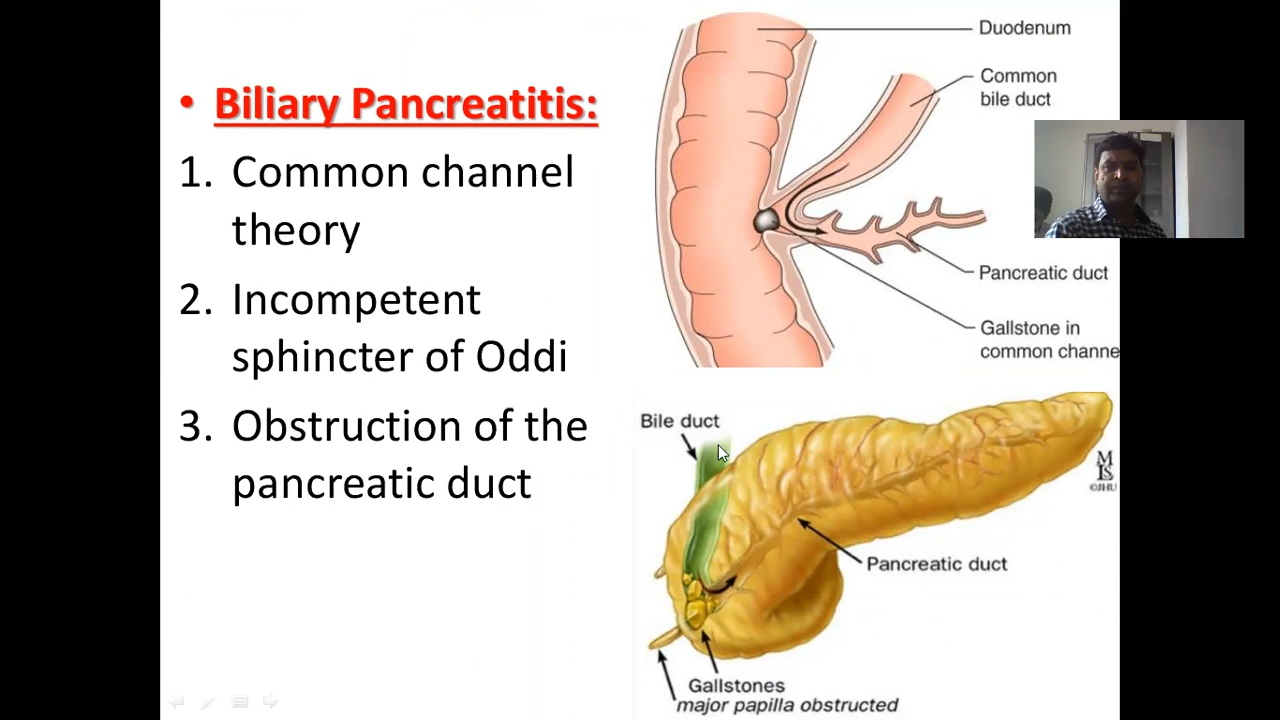 • Biliary Pancreatitis:
1. Common channel
theory
2. Incompetent
sphincter of Oddi
3. Obstruction of the
pancreatic duct
Duodenum
Common
bile duct
Pancreatic duct
Gallstone in
common channe
Bile duct
Pancreatic duct
Gallstones
major papilla obstructed
©JHU